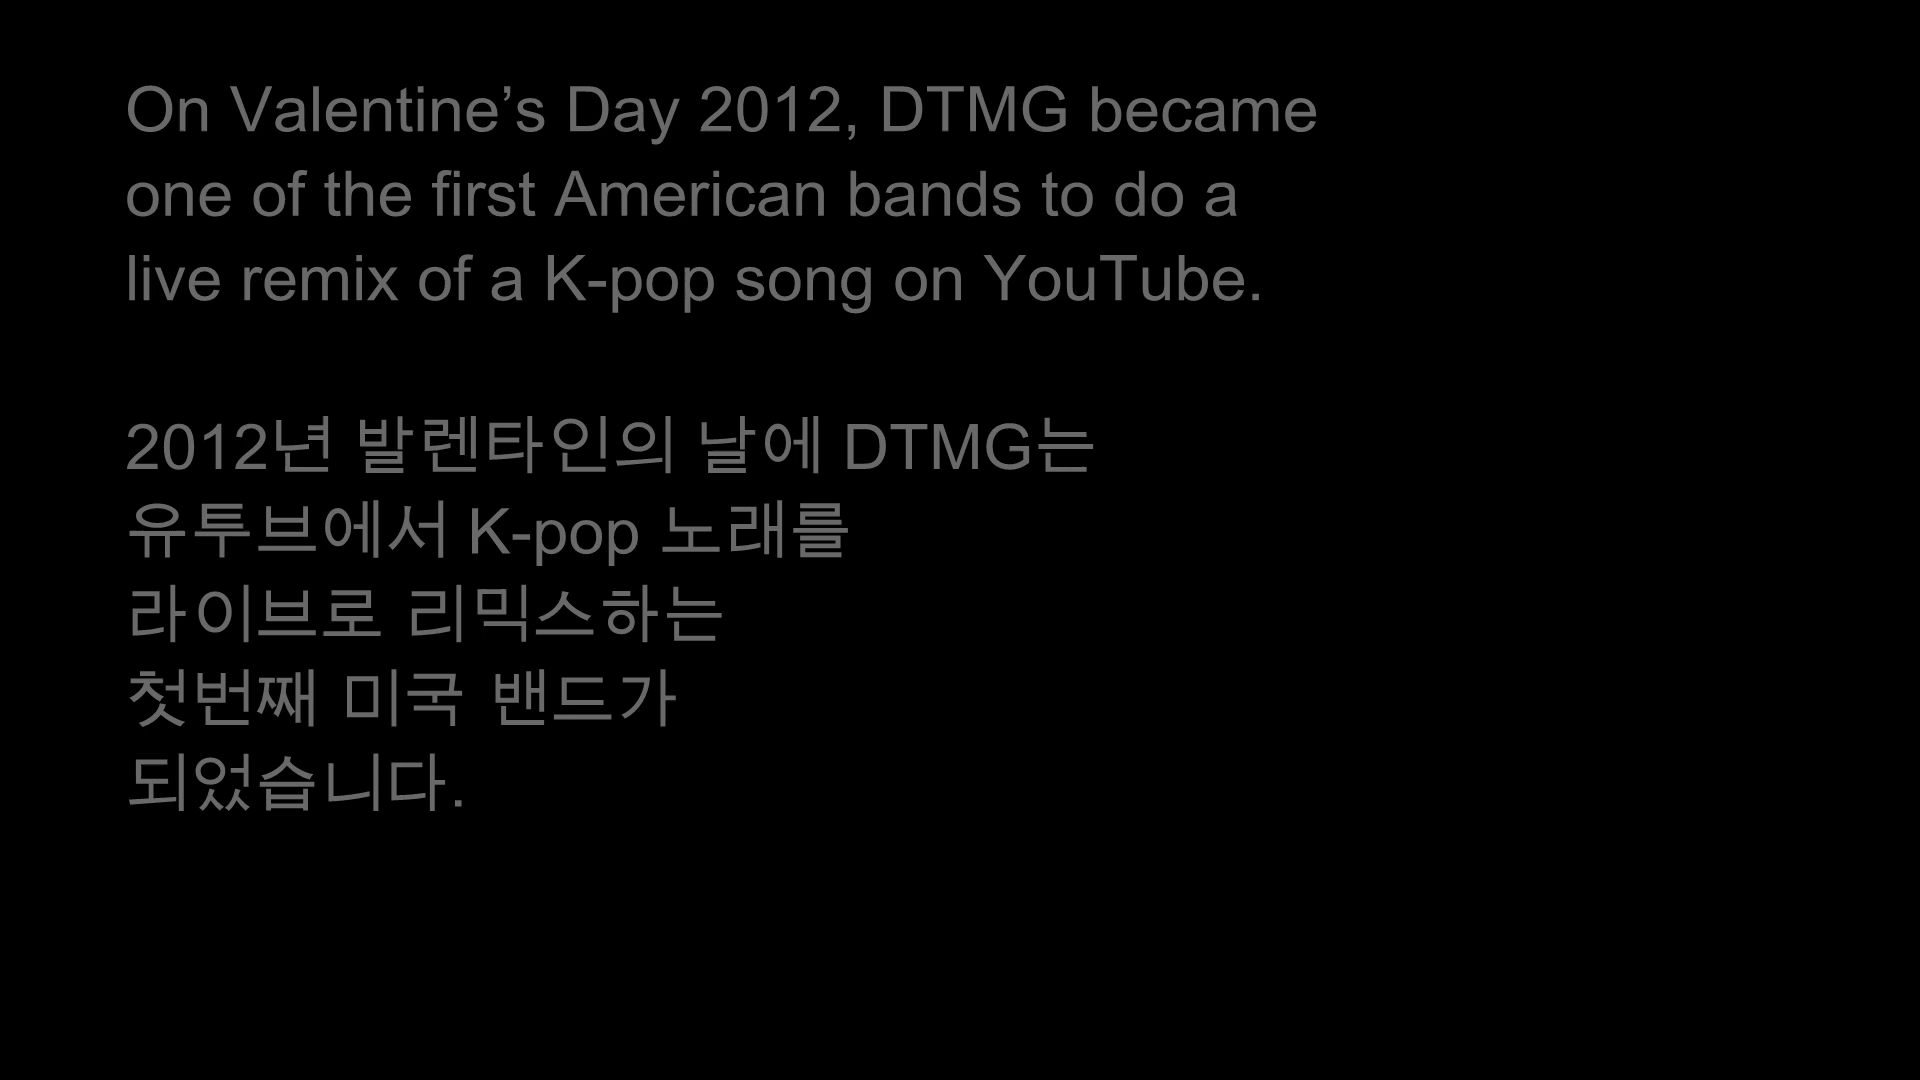 On Valentine’s Day 2012, DTMG became
one of the first American bands to do a
live remix of a K-pop song on YouTube.
2012년 발렌타인의 날에 DTMG는
유투브에서 K-pop 노래를
라이브로 리믹스하는
첫번째 미국 밴드가
되었습니다.